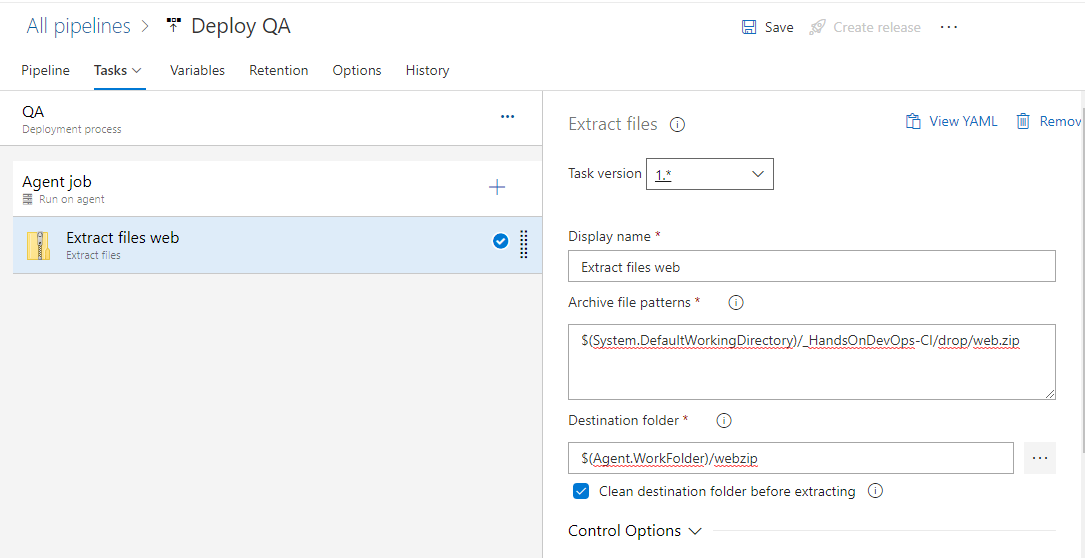 All pipelines > Deploy QA
Save
Create release
...
Pipeline
Tasks
Variables
Retention
Options
History
QA
Deployment process
...
Agent job
Run on agent
+
Extract files web
Extract files
Extract files
View YAML
Remov
Task version
1.*
Display name *
Extract files web
Archive file patterns *
$(System.DefaultWorkingDirectory)/_HandsOnDevOps-CI/drop/web.zip
Destination folder *
$(Agent.WorkFolder)/webzip
...
Clean destination folder before extracting
Control Options